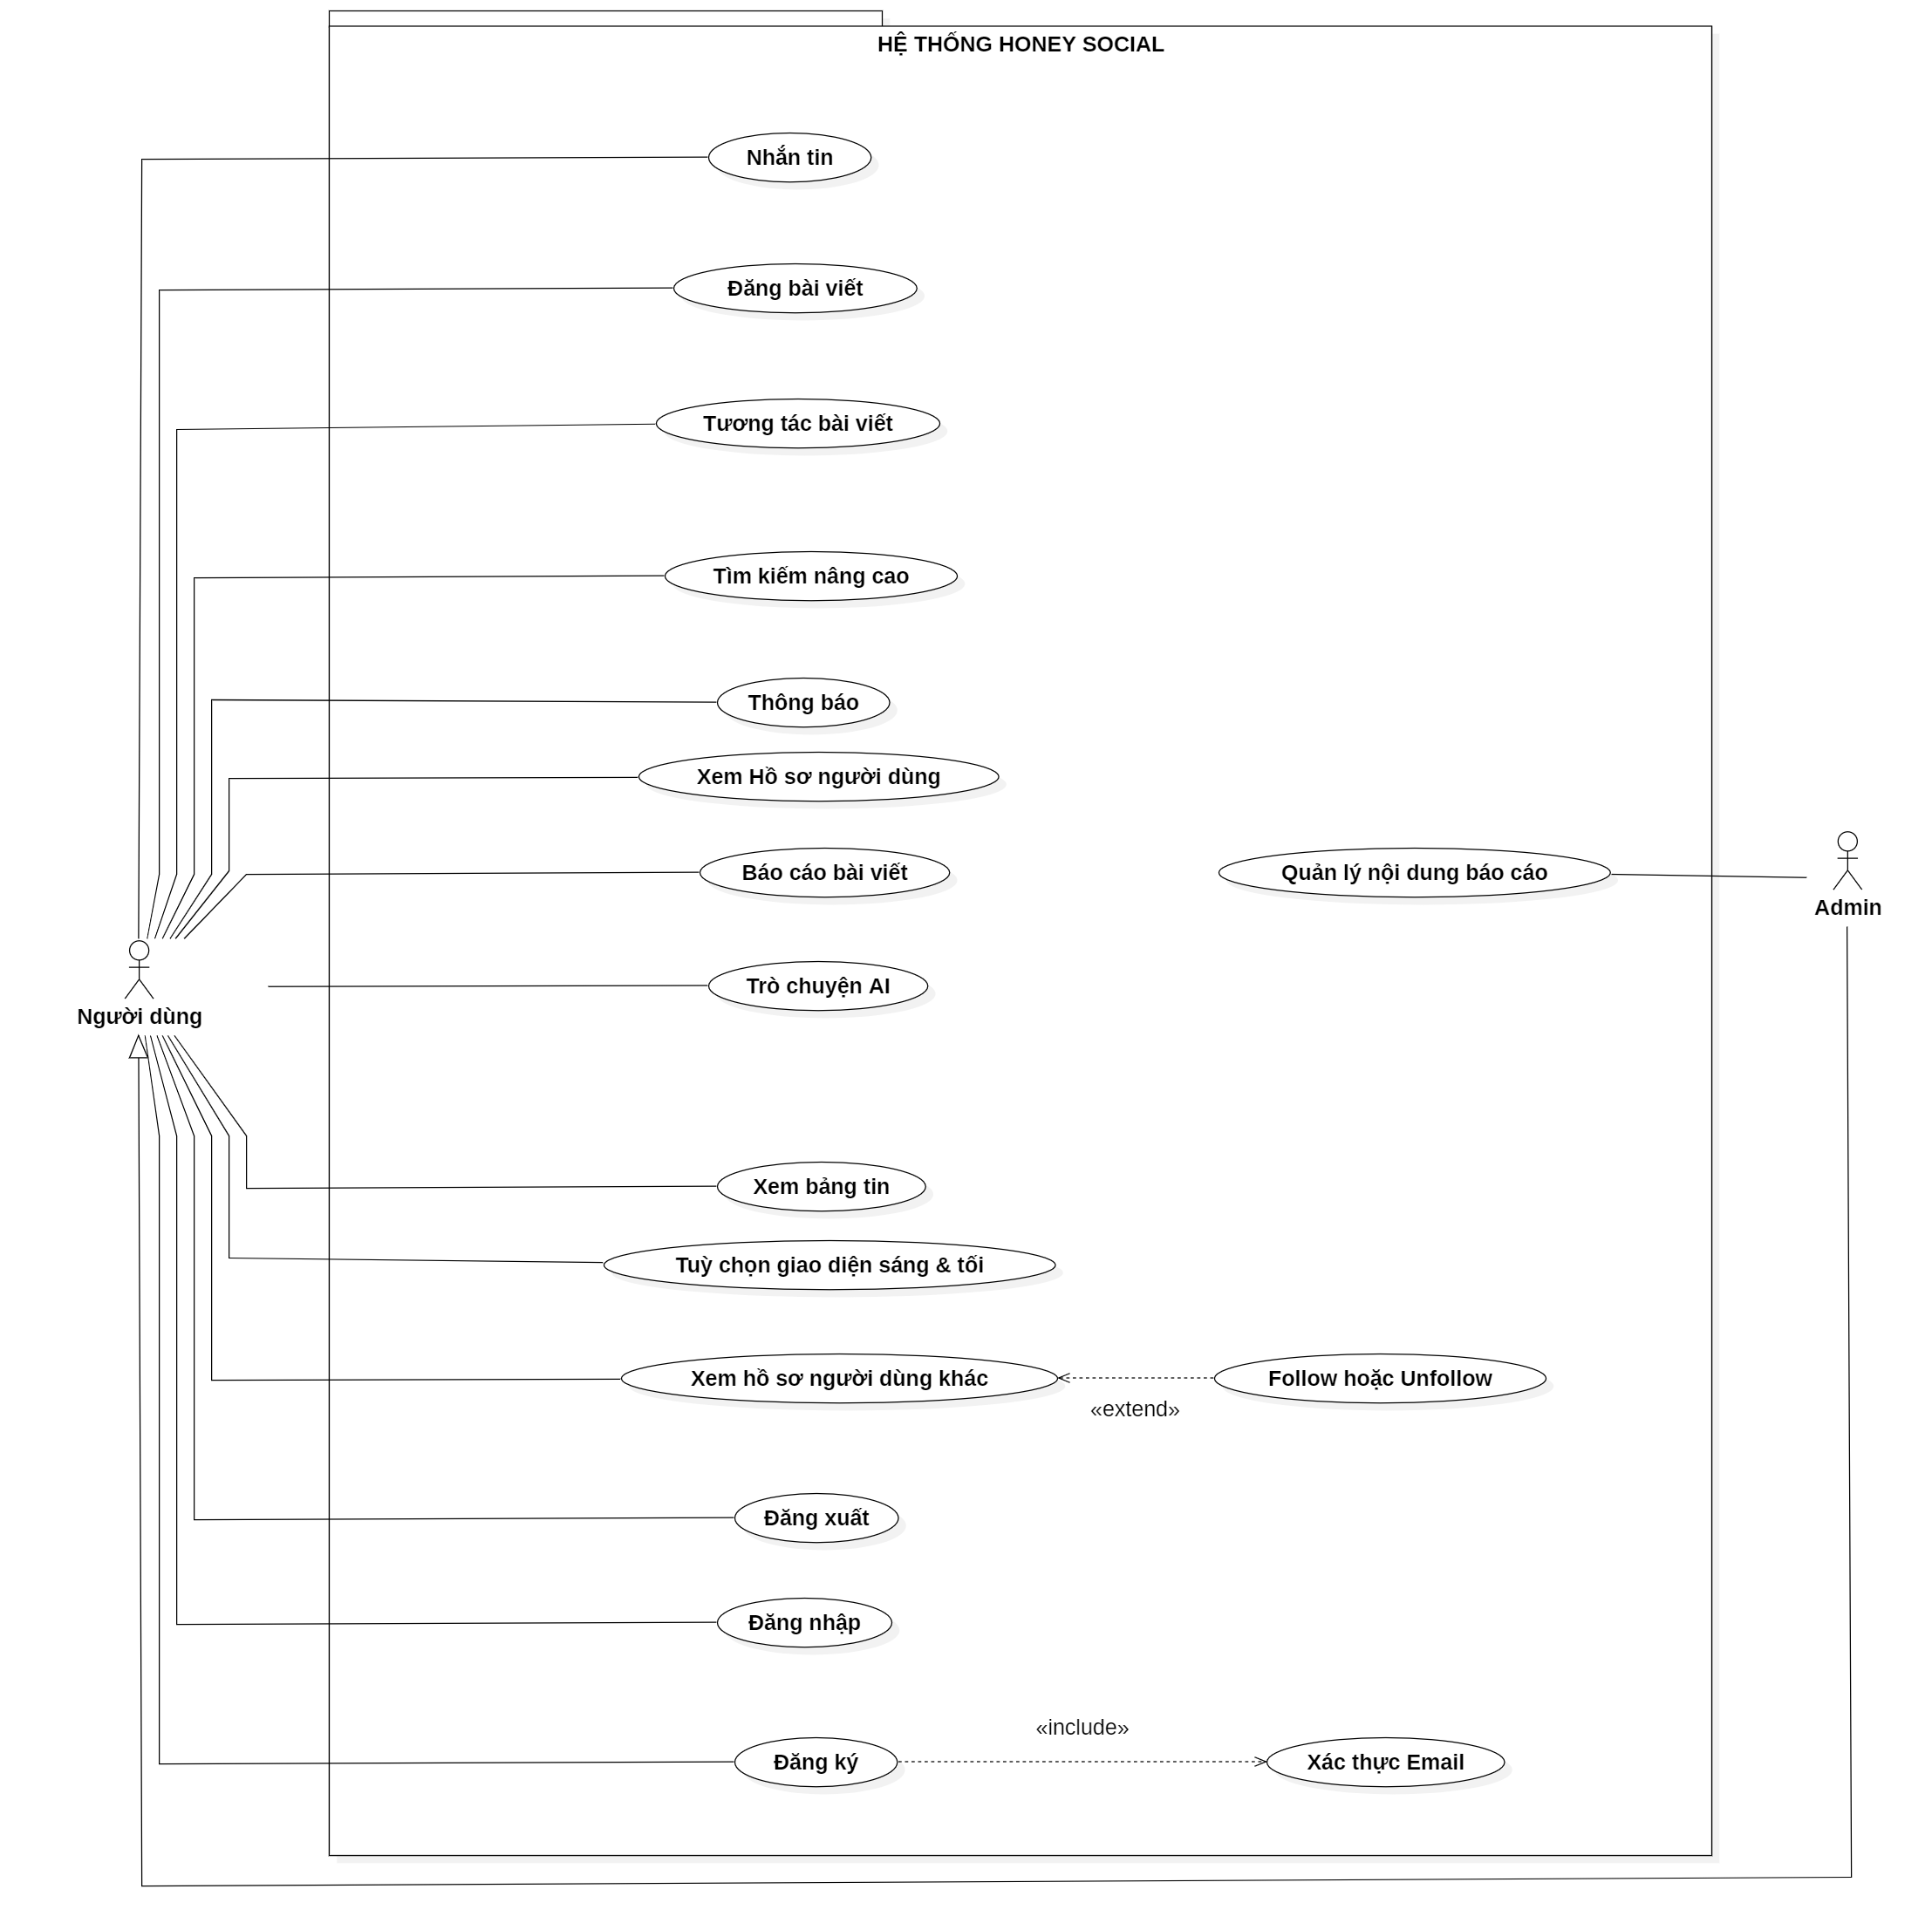 HỆ THỐNG HONEY SOCIAL
Nhắn tin
Đăng bài viết
Tương tác bài viết
Tìm kiếm nâng cao
Thông báo
Xem Hồ sơ người dùng
Báo cáo bài viết
Quản lý nội dung báo cáo
Admin
Trò chuyện AI
Người dùng
Xem bảng tin
Tuỳ chọn giao diện sáng & tối
Xem hồ sơ người dùng khác
Follow hoặc Unfollow
«extend»
Đăng xuất
Đăng nhập
«include»
Đăng ký
Xác thực Email